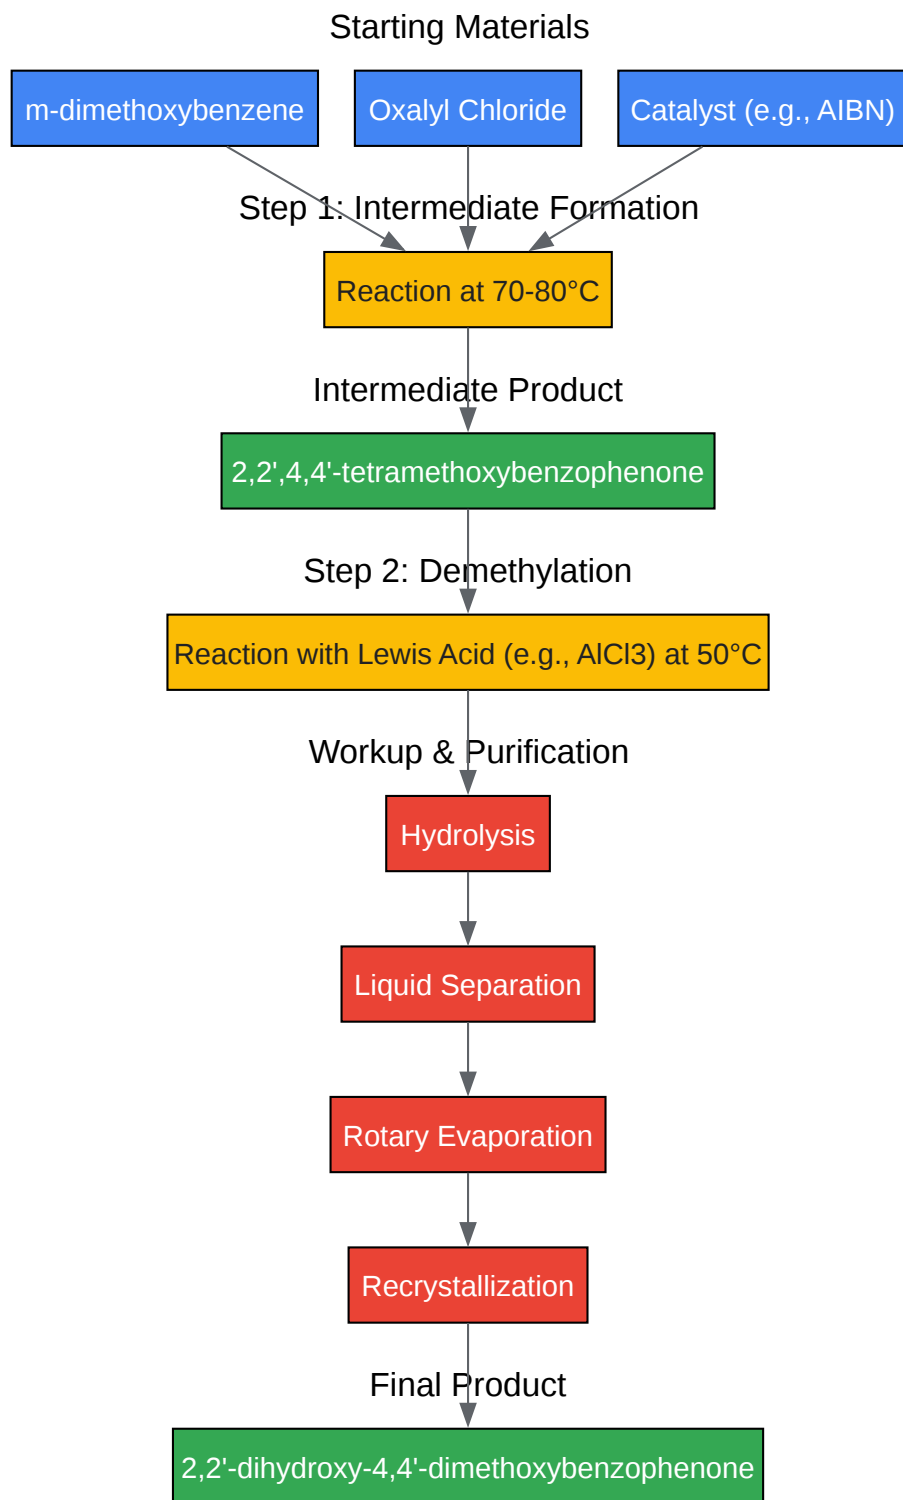 Starting Materials
m-dimethoxybenzene
Oxalyl Chloride
Catalyst (e.g., AIBN)
Step 1: Intermediate Formation
Reaction at 70-80°C
Intermediate Product
2,2',4,4'-tetramethoxybenzophenone
Step 2: Demethylation
Reaction with Lewis Acid (e.g., AlCl3) at 50°C
Workup & Purification
Hydrolysis
Liquid Separation
Rotary Evaporation
Recrystallization
Final Product
2,2'-dihydroxy-4,4'-dimethoxybenzophenone